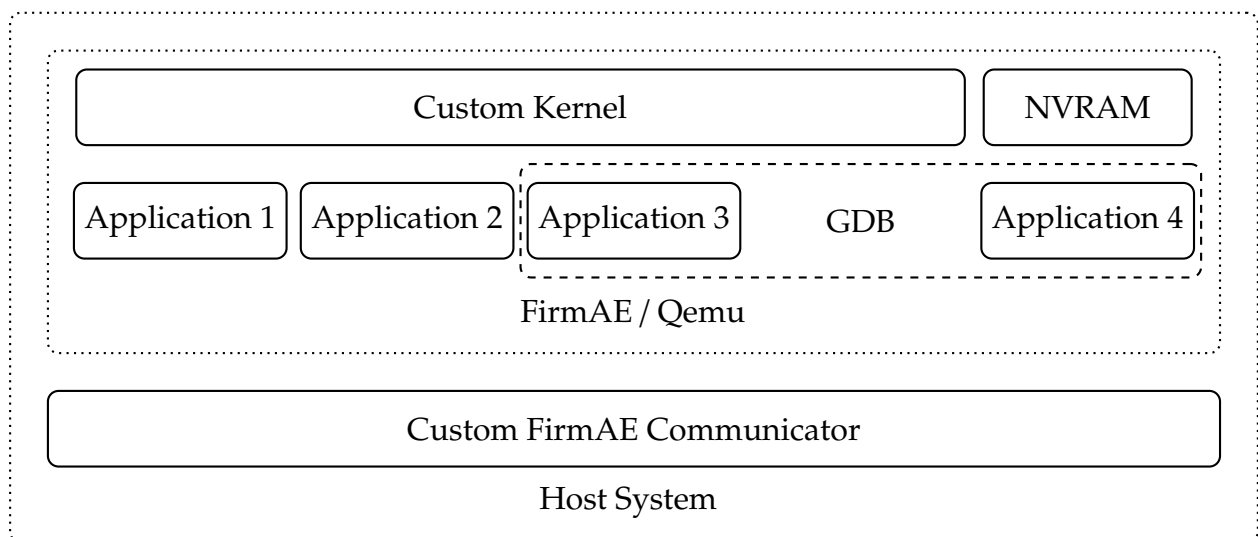 Custom Kernel NVRAM
Application 1 Application 2 Application 3 GDB Application 4
FirmAE / Qemu
Custom FirmAE Communicator
Host System